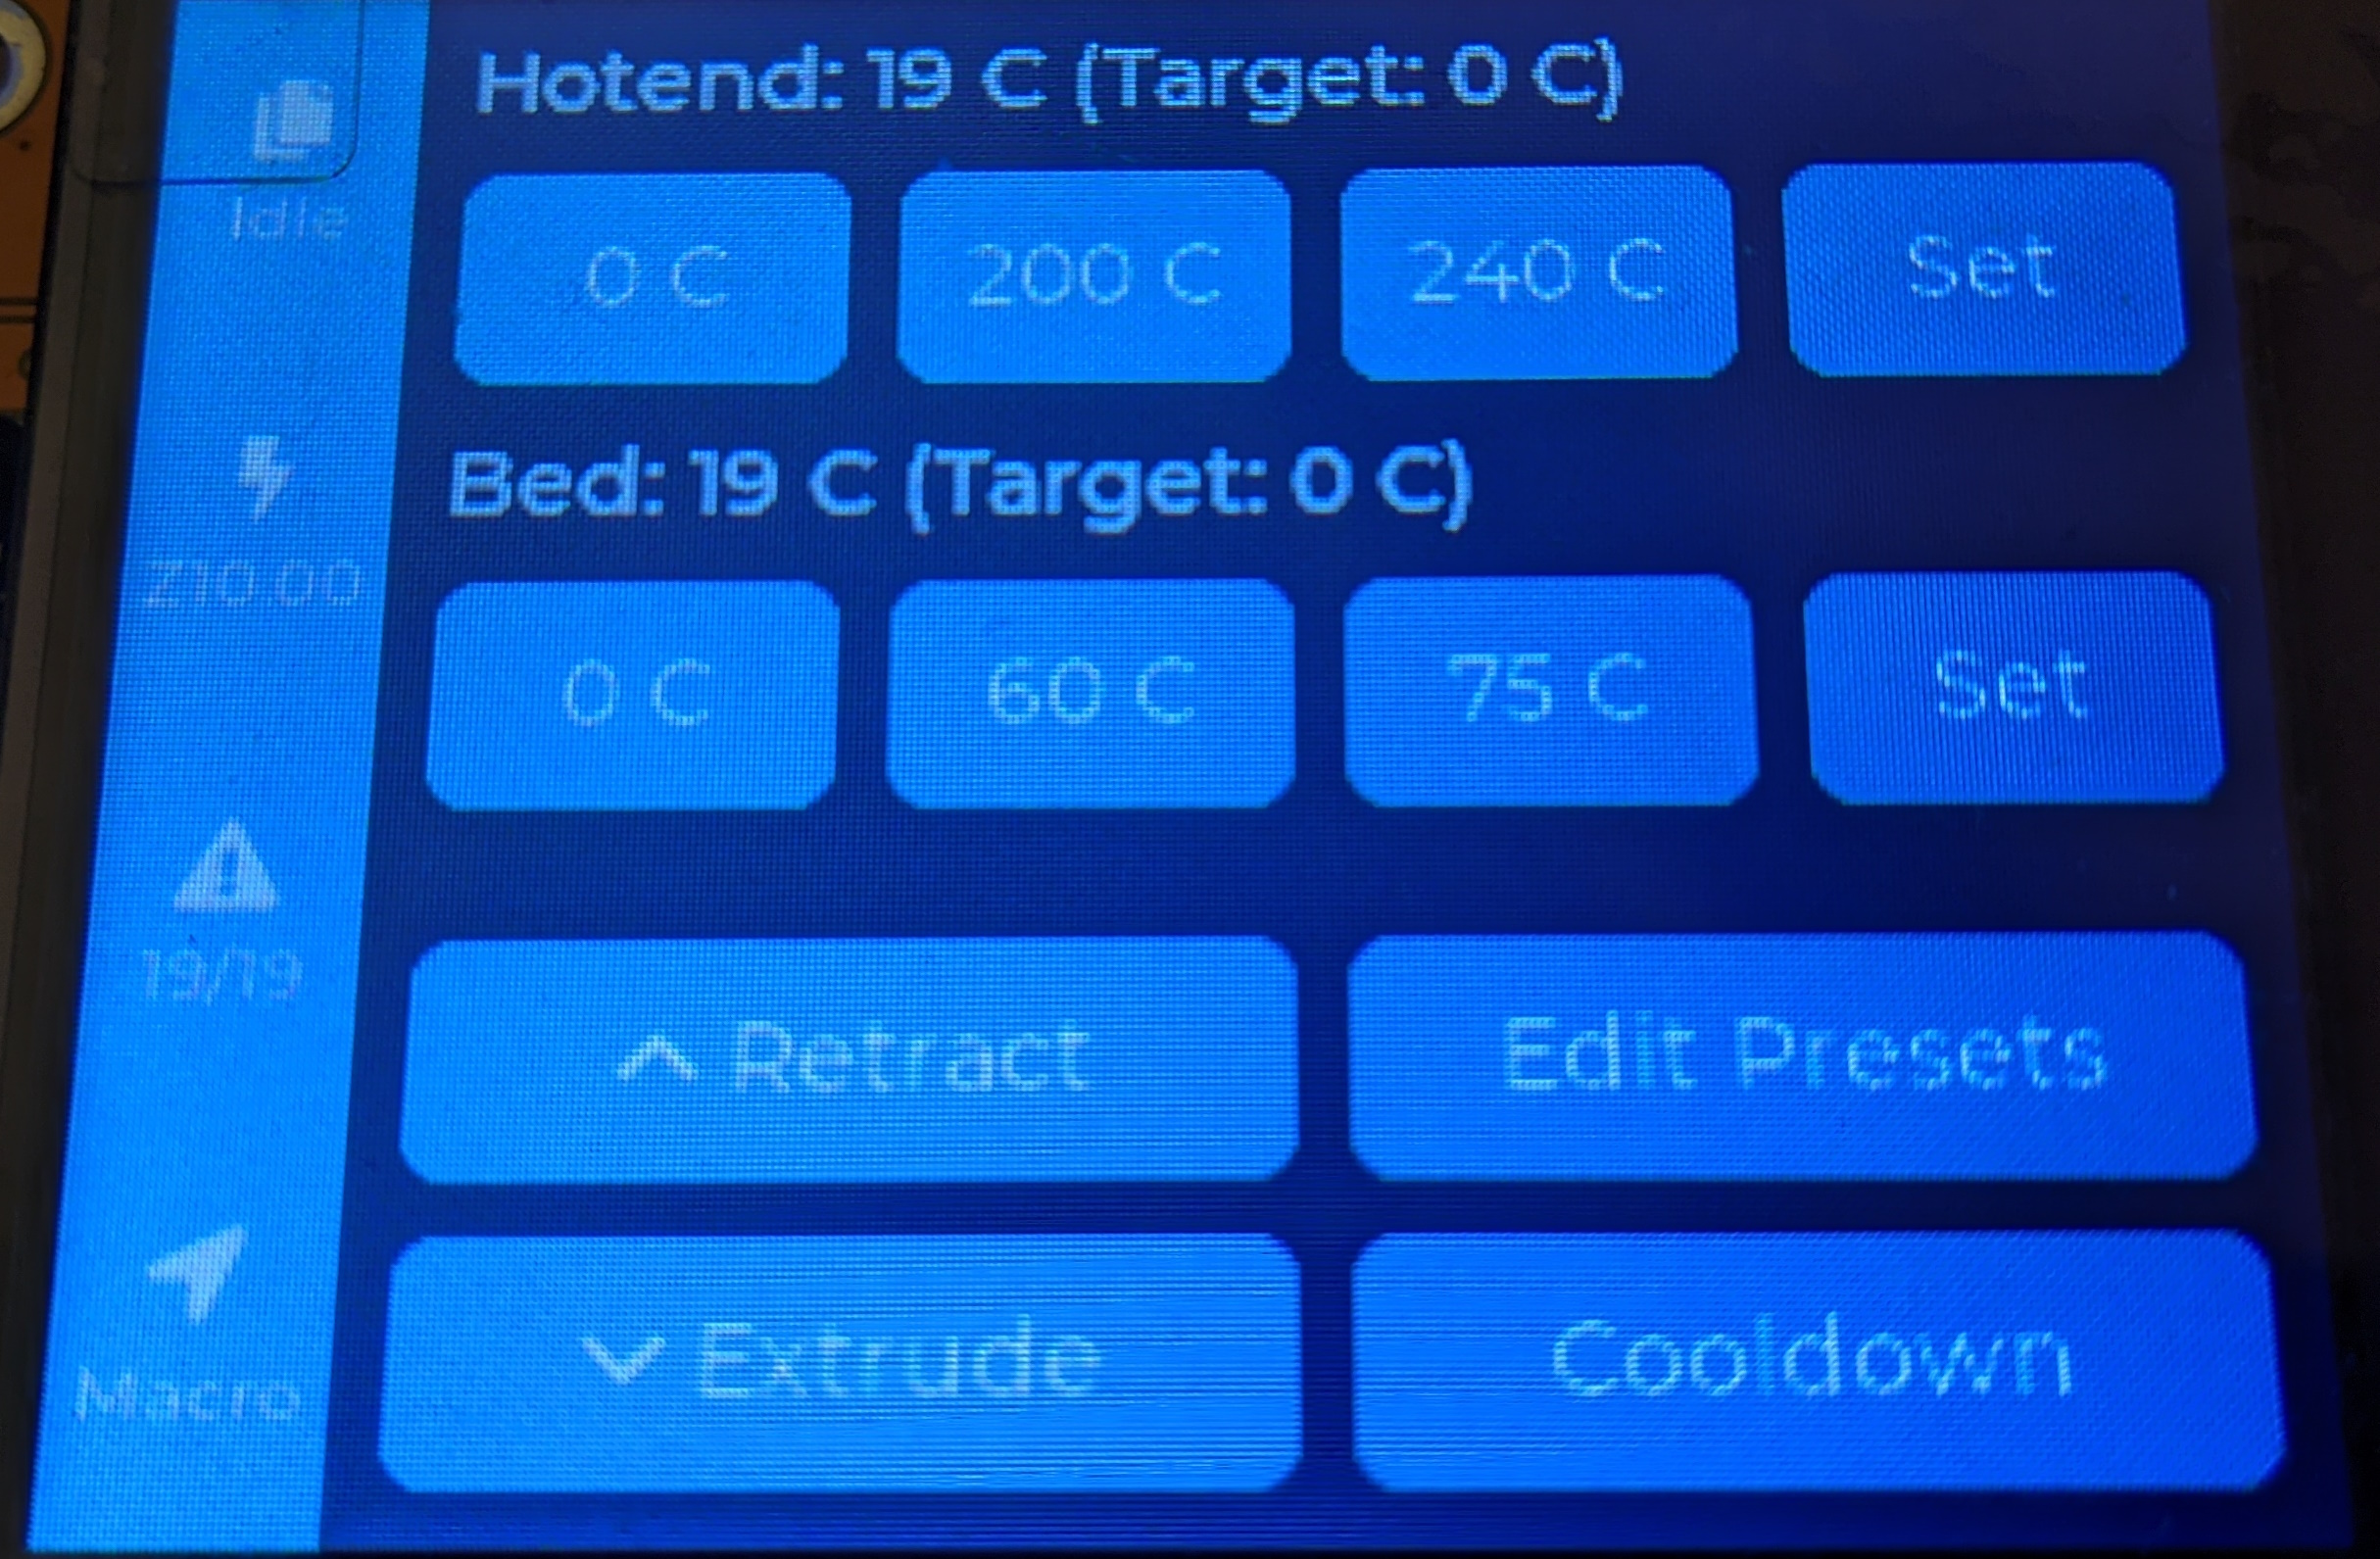 Idle
Z10.00
19/19
Macro
Hotend: 19 C (Target: 0 C)
0 C 200 C 240 C Set
Bed: 19 C (Target: 0 C)
0 C 60 C 75 C Set
Retract Edit Presets
Extrude Cooldown